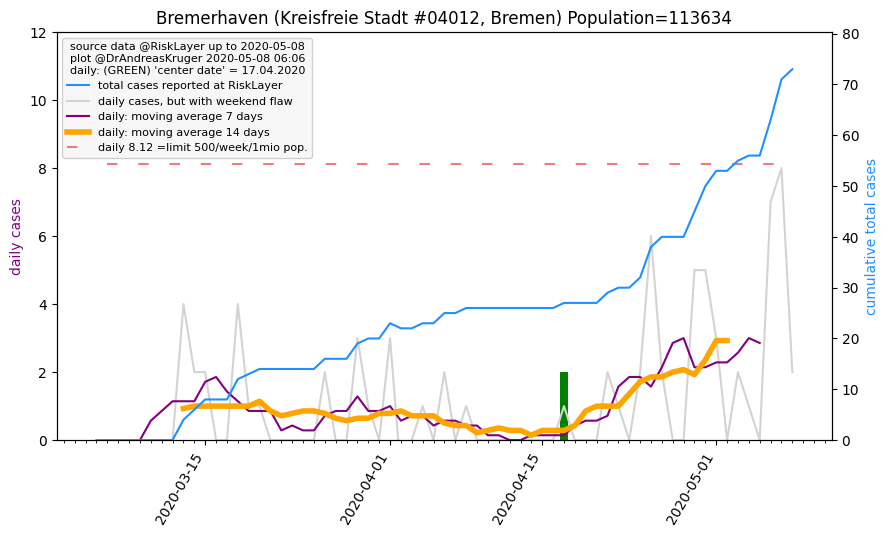 Bremerhaven (Kreisfreie Stadt #04012, Bremen) Population=113634
source data @RiskLayer up to 2020-05-08
plot @DrAndreasKruger 2020-05-08 06:06
daily: (GREEN) 'center date' = 17.04.2020
total cases reported at RiskLayer
daily cases, but with weekend flaw
daily: moving average 7 days
daily: moving average 14 days
daily 8.12 =limit 500/week/1mio pop.
daily cases
12
10
8
6
4
2
0
cumulative total cases
80
70
60
50
40
30
20
10
0
2020-03-15
2020-04-01
2020-04-15
2020-05-01